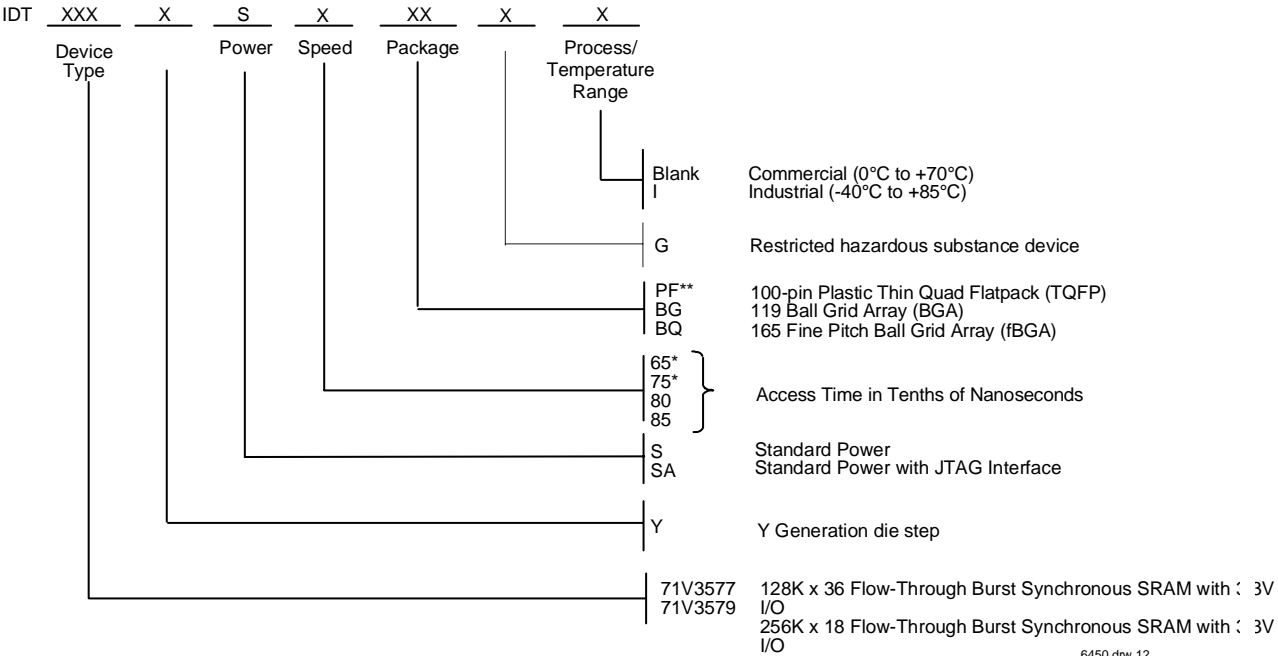 IDT XXX X S X XX X X
Device Type
Power
Speed
Package
Process/
Temperature
Range
Blank Commercial (0°C to +70°C)
I Industrial (-40°C to +85°C)
G Restricted hazardous substance device
PF** 100-pin Plastic Thin Quad Flatpack (TQFP)
BG 119 Ball Grid Array (BGA)
BQ 165 Fine Pitch Ball Grid Array (fBGA)
65*
75*
80
85
Access Time in Tenths of Nanoseconds
S Standard Power
SA Standard Power with JTAG Interface
Y Y Generation die step
71V3577 128K x 36 Flow-Through Burst Synchronous SRAM with
71V3579 I/O
256K x 18 Flow-Through Burst Synchronous SRAM with
I/O
6450 drw 12